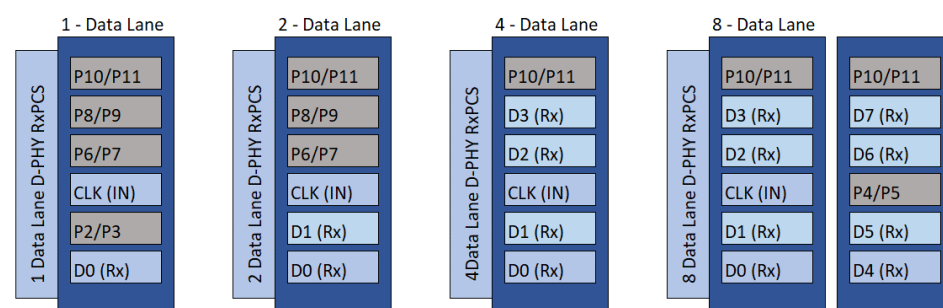 1 - Data Lane
1 Data Lane D-PHY RxPCS
P10/P11
P8/P9
P6/P7
CLK (IN)
P2/P3
D0 (Rx)
2 - Data Lane
2 Data Lane D-PHY RxPCS
P10/P11
P8/P9
P6/P7
CLK (IN)
D1 (Rx)
D0 (Rx)
4 - Data Lane
4Data Lane D-PHY RxPCS
P10/P11
D3 (Rx)
D2 (Rx)
CLK (IN)
D1 (Rx)
D0 (Rx)
8 - Data Lane
8 Data Lane D-PHY RxPCS
P10/P11
D3 (Rx)
D2 (Rx)
CLK (IN)
D1 (Rx)
D0 (Rx)
P10/P11
D7 (Rx)
D6 (Rx)
P4/P5
D5 (Rx)
D4 (Rx)